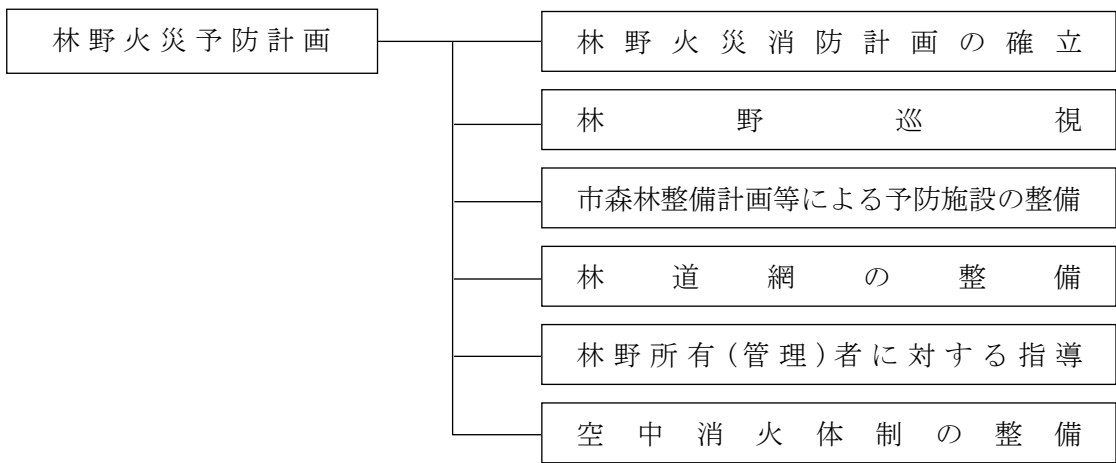 林野火災予防計画
林野火災消防計画の確立
林野巡視
市森林整備計画等による予防施設の整備
林道網の整備
林野所有(管理)者に対する指導
空中消火体制の整備